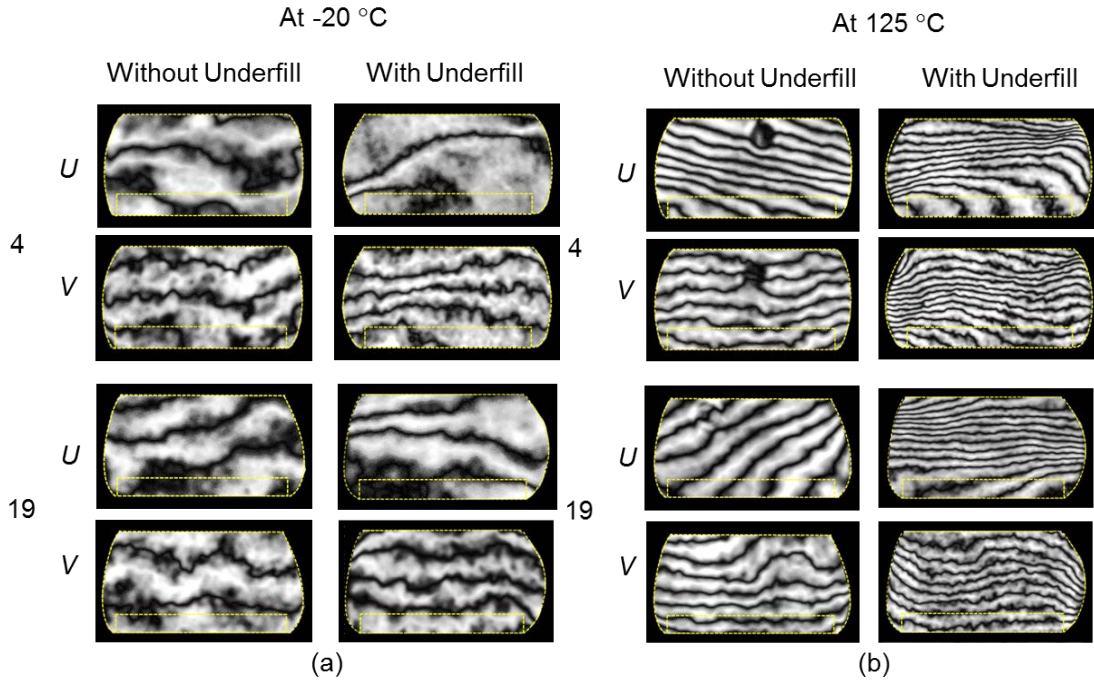 At -20 °C
At 125 °C
Without Underfill
With Underfill
Without Underfill
With Underfill
U
U
4
4
V
V
U
U
19
19
V
V
(a)
(b)